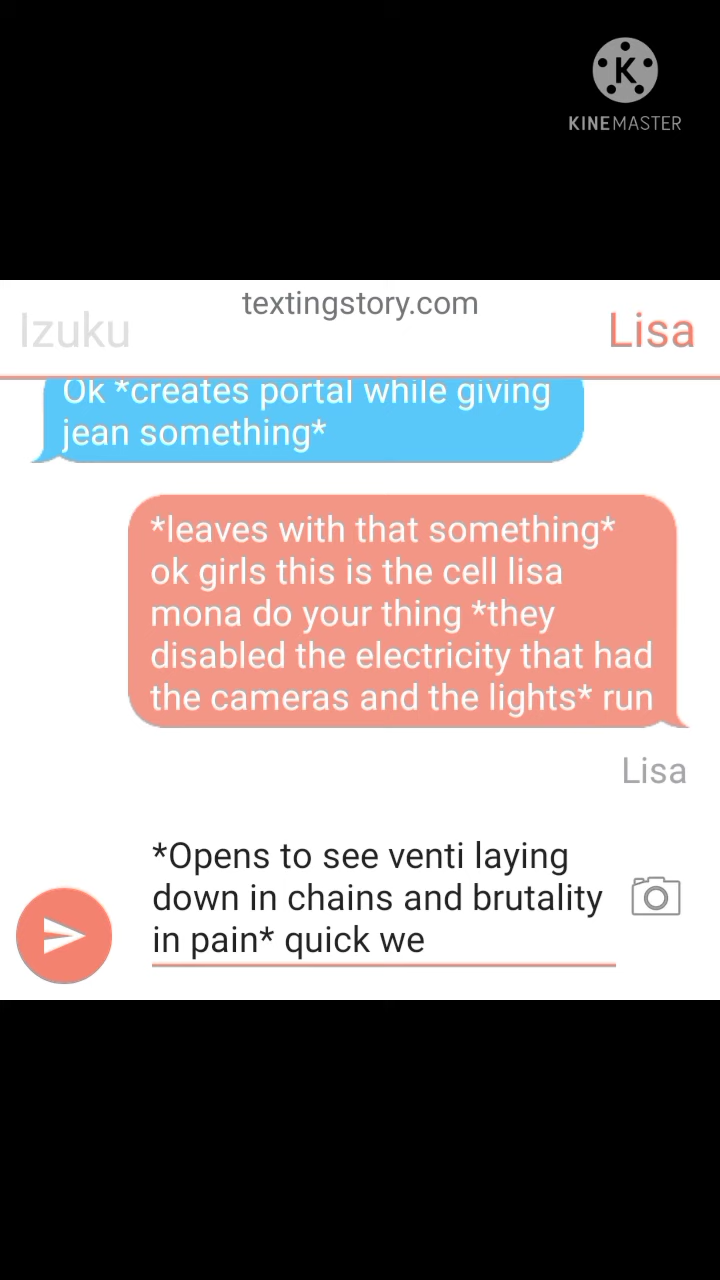 K
KINEMASTER
textingstory.com
Izuku
Lisa
Ok *creates portal while giving
jean something*
*leaves with that something*
ok girls this is the cell lisa
mona do your thing *they
disabled the electricity that had
the cameras and the lights* run
Lisa
*Opens to see venti laying
down in chains and brutality
in pain* quick we